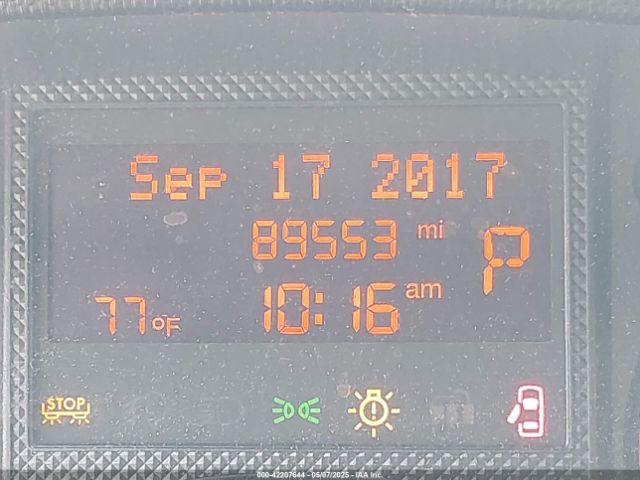 Sep 17 2017
89553 mi
P
10:16 am
77°F
STOP
000-42207644 - 05/07/2025 - IAA Inc.